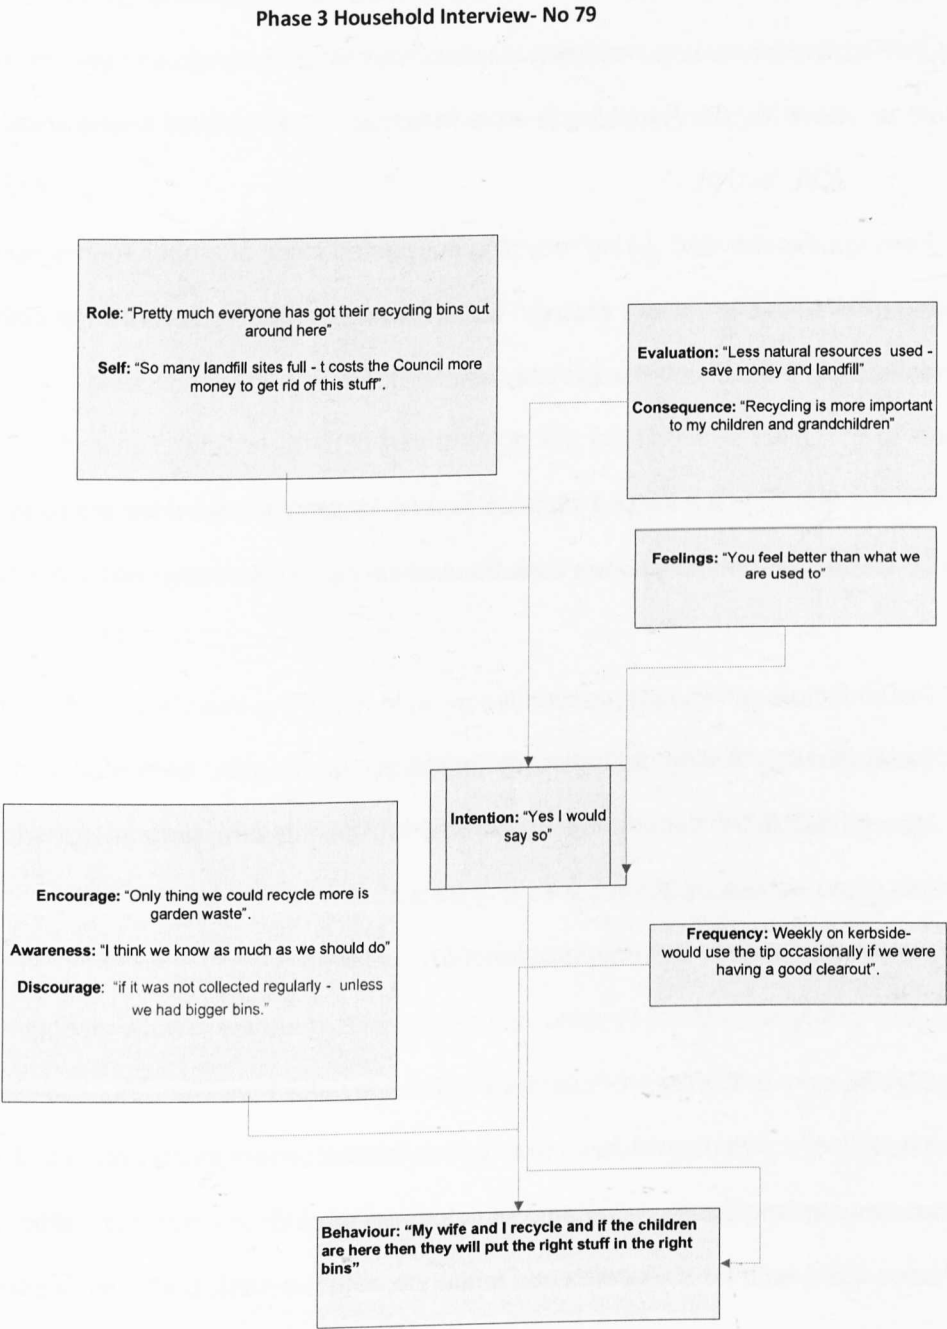 Phase 3 Household Interview- No 79
Role: “Pretty much everyone has got their recycling bins out
around here”
Self: “So many landfill sites full - t costs the Council more
money to get rid of this stuff”.
Evaluation: “Less natural resources used -
save money and landfill”
Consequence: “Recycling is more important
to my children and grandchildren”
Feelings: “You feel better than what we
are used to”
Intention: “Yes I would
say so”
Encourage: “Only thing we could recycle more is
garden waste”.
Awareness: “I think we know as much as we should do”
Discourage: “if it was not collected regularly - unless
we had bigger bins.”
Frequency: Weekly on kerbside-
would use the tip occasionally if we were
having a good clearout”.
Behaviour: “My wife and I recycle and if the children
are here then they will put the right stuff in the right
bins”